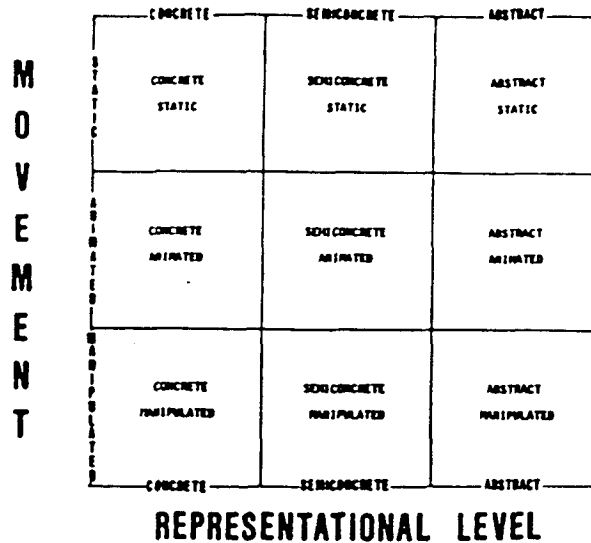 CONCRETE SEMICONCRETE ABSTRACT
MOVEMENT
STATIC
CONCRETE SEMICONCRETE ABSTRACT
STATIC STATIC STATIC
ANIMATED
CONCRETE SEMICONCRETE ABSTRACT
ANIMATED ANIMATED ANIMATED
MANIPULATED
CONCRETE SEMICONCRETE ABSTRACT
MANIPULATED MANIPULATED MANIPULATED
CONCRETE SEMICONCRETE ABSTRACT
REPRESENTATIONAL LEVEL